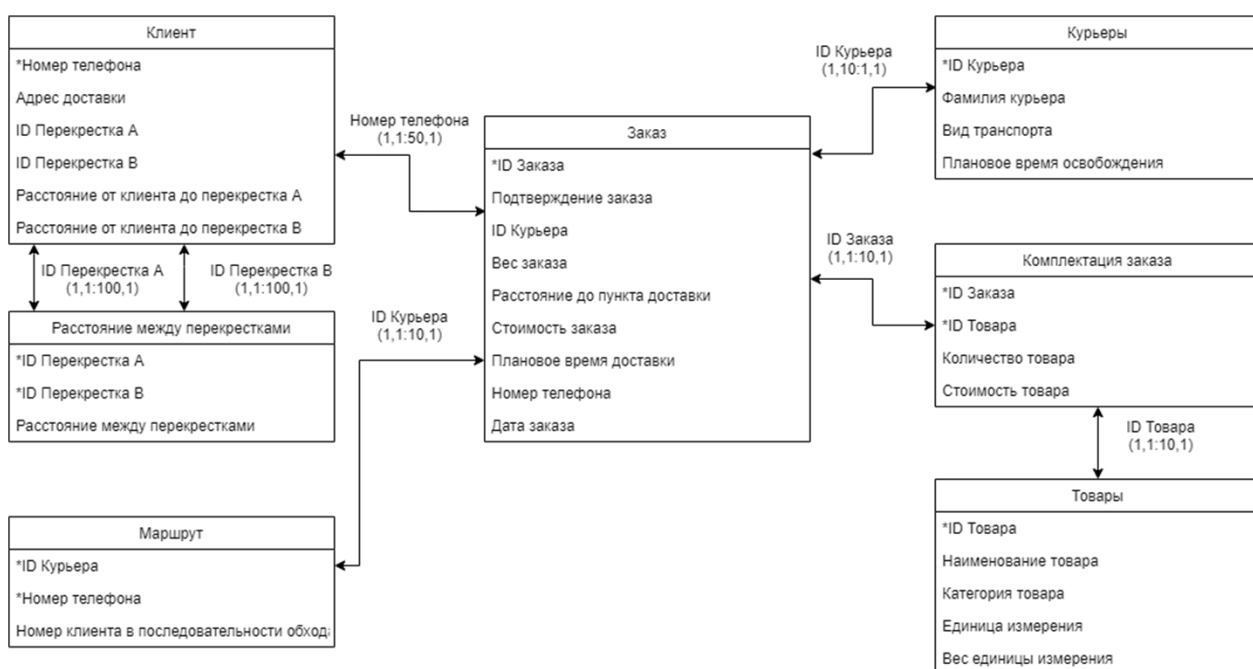 Клиент
*Номер телефона
Адрес доставки
ID Перекрестка A
ID Перекрестка B
Расстояние от клиента до перекрестка A
Расстояние от клиента до перекрестка B
ID Перекрестка A
(1,1:100,1)
ID Перекрестка B
(1,1:100,1)
Расстояние между перекрестками
*ID Перекрестка A
*ID Перекрестка B
Расстояние между перекрестками
Маршрут
*ID Курьера
*Номер телефона
Номер клиента в последовательности обхода
Номер телефона
(1,1:50,1)
ID Курьера
(1,1:10,1)
Заказ
*ID Заказа
Подтверждение заказа
ID Курьера
Вес заказа
Расстояние до пункта доставки
Стоимость заказа
Плановое время доставки
Номер телефона
Дата заказа
ID Курьера
(1,10:1,1)
ID Заказа
(1,1:10,1)
Курьеры
*ID Курьера
Фамилия курьера
Вид транспорта
Плановое время освобождения
Комплектация заказа
*ID Заказа
*ID Товара
Количество товара
Стоимость товара
ID Товара
(1,1:10,1)
Товары
*ID Товара
Наименование товара
Категория товара
Единица измерения
Вес единицы измерения